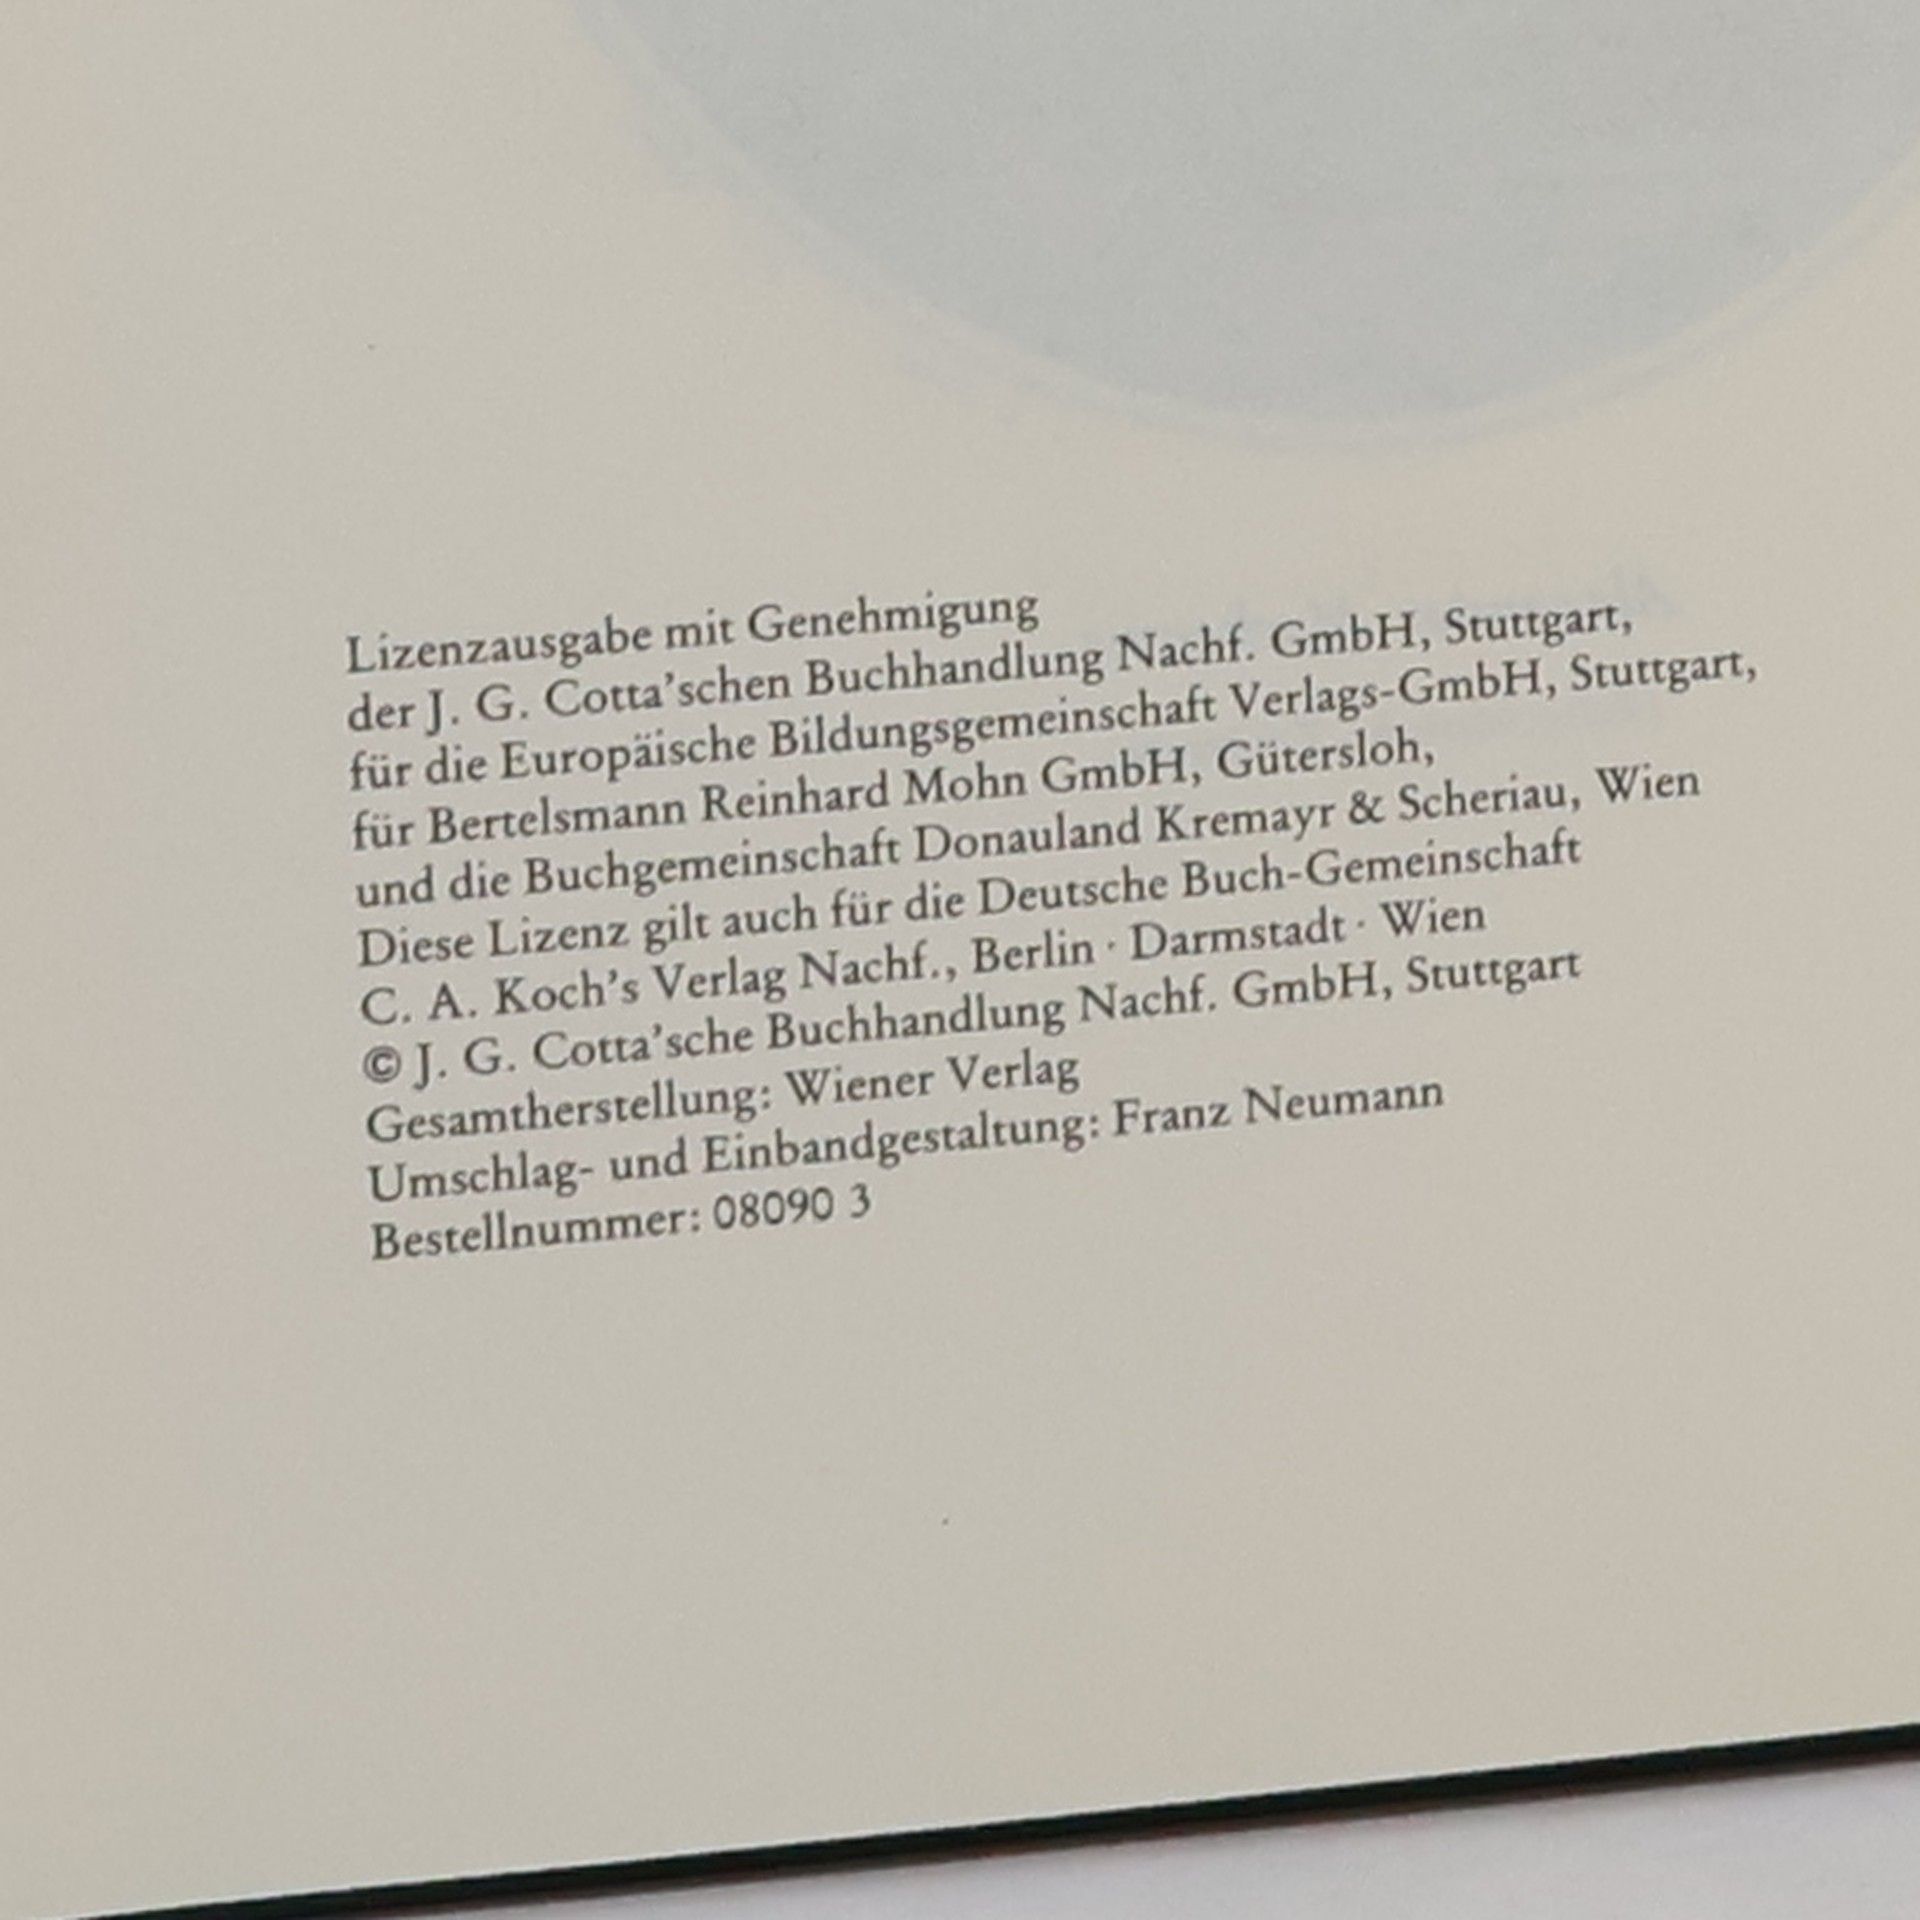 Lizenzausgabe mit Genehmigung
der J. G. Cotta'schen Buchhandlung Nachf. GmbH, Stuttgart,
für die Europäische Bildungsgemeinschaft Verlags-GmbH, Stuttgart,
für Bertelsmann Reinhard Mohn GmbH, Gütersloh,
und die Buchgemeinschaft Donauland Kremayr & Scheriau, Wien
Diese Lizenz gilt auch für die Deutsche Buch-Gemeinschaft
C. A. Koch's Verlag Nachf., Berlin · Darmstadt · Wien
© J. G. Cotta'sche Buchhandlung Nachf. GmbH, Stuttgart
Gesamtherstellung: Wiener Verlag
Umschlag- und Einbandgestaltung: Franz Neumann
Bestellnummer: 08090 3